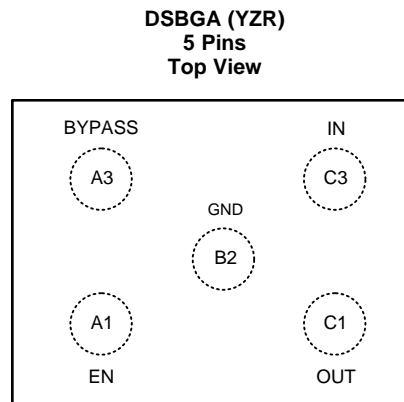 DSBGA (YZR)
5 Pins
Top View
BYPASS IN
A3 C3
GND
B2
A1 C1
EN OUT